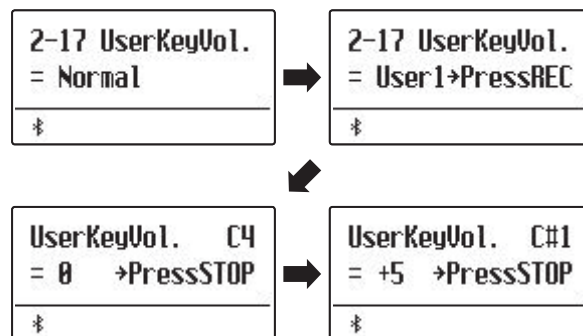 2-17 UserKeyVol.
= Normal
2-17 UserKeyVol.
= User1→PressREC
UserKeyVol. C4
= 0 →PressSTOP
UserKeyVol. C#1
= +5 →PressSTOP